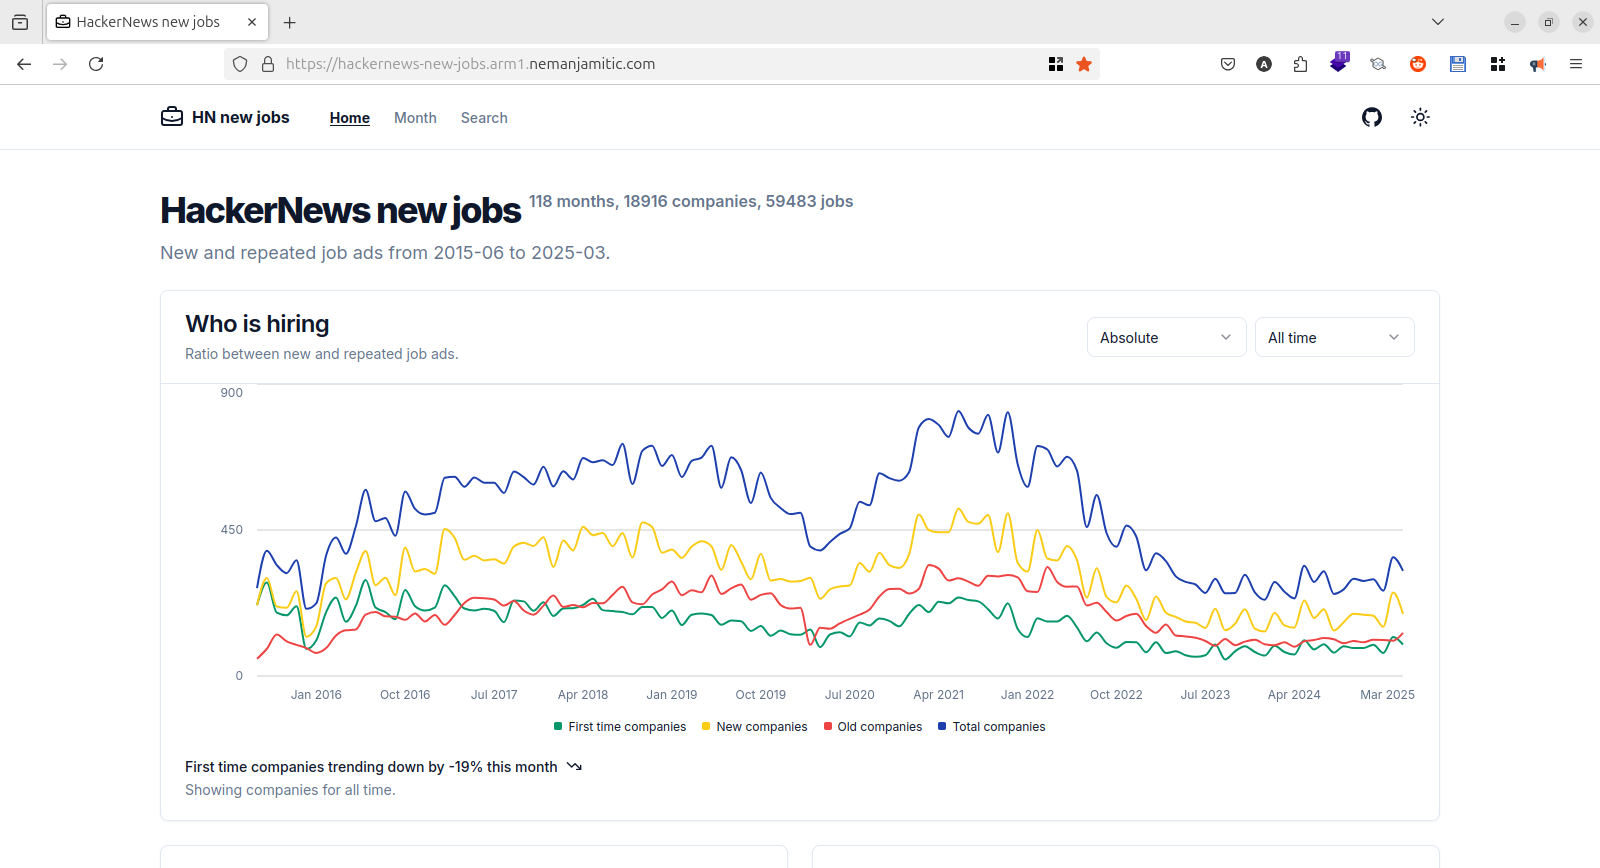 HackerNews new jobs
https://hackernews-new-jobs.arm1.nemanjamitic.com
A
11
HN new jobs
Home
Month
Search
HackerNews new jobs 118 months, 18916 companies, 59483 jobs
New and repeated job ads from 2015-06 to 2025-03.
Who is hiring
Ratio between new and repeated job ads.
Absolute
All time
900
450
0
Jan 2016 Oct 2016 Jul 2017 Apr 2018 Jan 2019 Oct 2019 Jul 2020 Apr 2021 Jan 2022 Oct 2022 Jul 2023 Apr 2024 Mar 2025
First time companies New companies Old companies Total companies
First time companies trending down by -19% this month
Showing companies for all time.